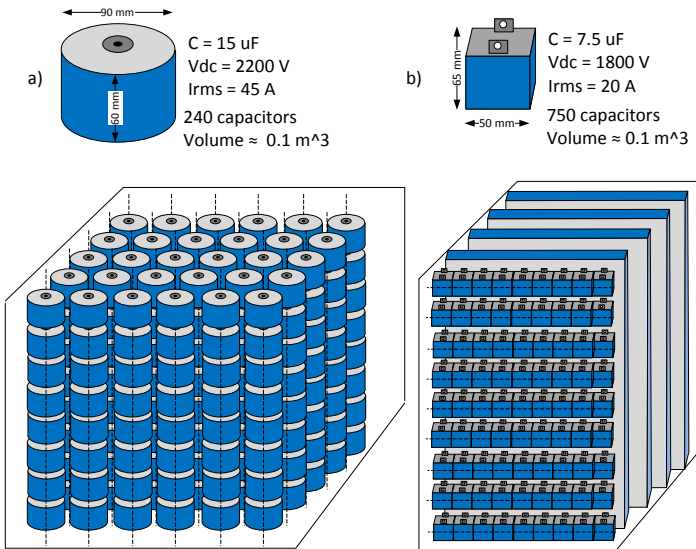 90 mm
a)
60 mm
C = 15 uF
Vdc = 2200 V
Irms = 45 A
240 capacitors
Volume ≈ 0.1 m^3
b)
65 mm
50 mm
C = 7.5 uF
Vdc = 1800 V
Irms = 20 A
750 capacitors
Volume ≈ 0.1 m^3